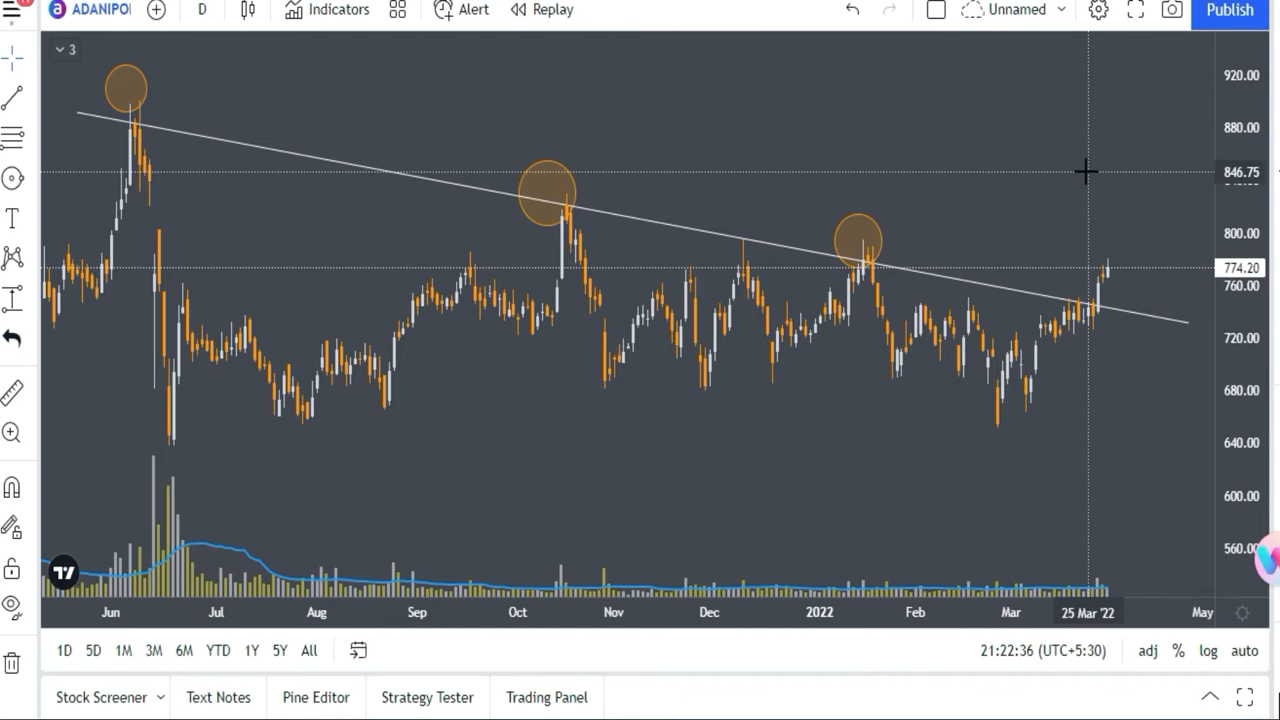 ADANIPO
D
Indicators
Alert
Replay
Unnamed
Publish
3
920.00
880.00
846.75
800.00
774.20
760.00
720.00
680.00
640.00
600.00
560.00
Jun Jul Aug Sep Oct Nov Dec 2022 Feb Mar 25 Mar '22 May
1D 5D 1M 3M 6M YTD 1Y 5Y All
21:22:36 (UTC+5:30) adj % log auto
Stock Screener Text Notes Pine Editor Strategy Tester Trading Panel